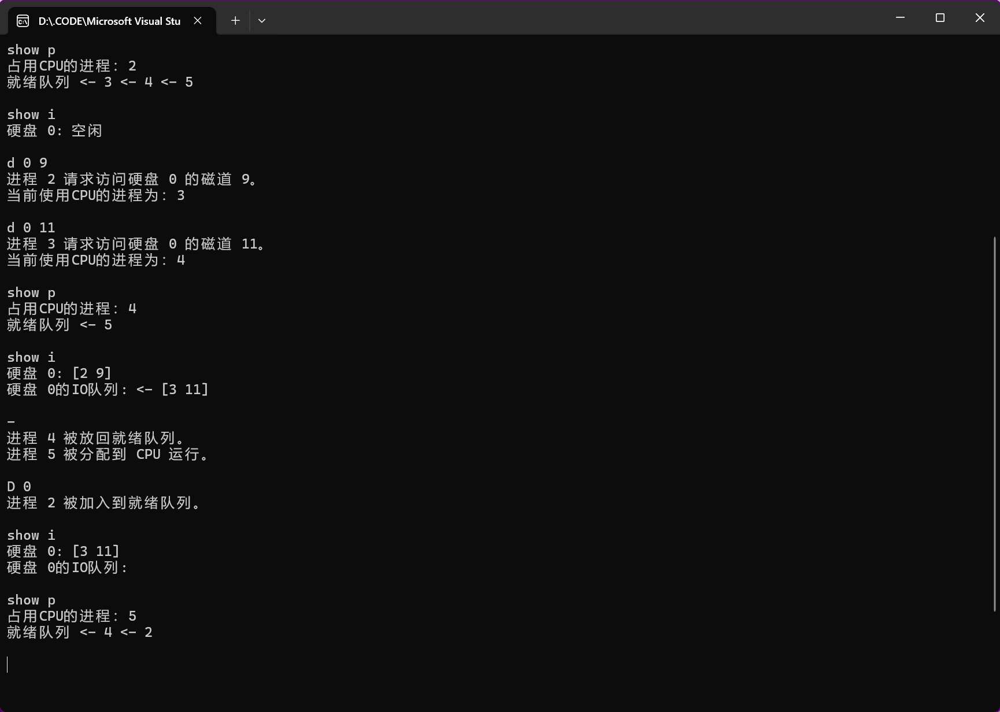 D:\.CODE\Microsoft Visual Stu
show p
占用CPU的进程: 2
就绪队列 <- 3 <- 4 <- 5
show i
硬盘 0: 空闲
d 0 9
进程 2 请求访问硬盘 0 的磁道 9。
当前使用CPU的进程为: 3
d 0 11
进程 3 请求访问硬盘 0 的磁道 11。
当前使用CPU的进程为: 4
show p
占用CPU的进程: 4
就绪队列 <- 5
show i
硬盘 0: [2 9]
硬盘 0的IO队列: <- [3 11]
-
进程 4 被放回就绪队列。
进程 5 被分配到 CPU 运行。
D 0
进程 2 被加入到就绪队列。
show i
硬盘 0: [3 11]
硬盘 0的IO队列:
show p
占用CPU的进程: 5
就绪队列 <- 4 <- 2